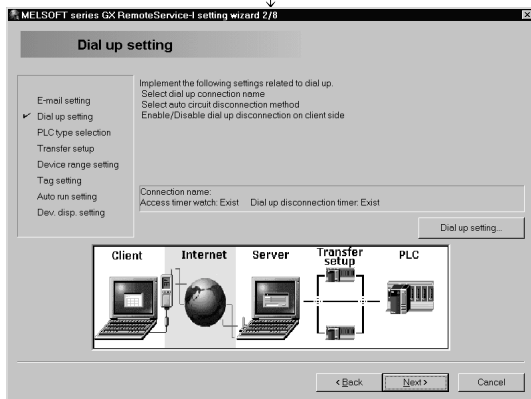 MELSOFT series GX RemoteService-I setting wizard 2/8
Dial up setting
E-mail setting
Dial up setting
PLC type selection
Transfer setup
Device range setting
Tag setting
Auto run setting
Dev. disp. setting
Implement the following settings related to dial up.
Select dial up connection name
Select auto circuit disconnection method
Enable/Disable dial up disconnection on client side
Connection name:
Access timer watch: Exist Dial up disconnection timer: Exist
Dial up setting...
Client Internet Server Transfer setup PLC
< Back Next > Cancel